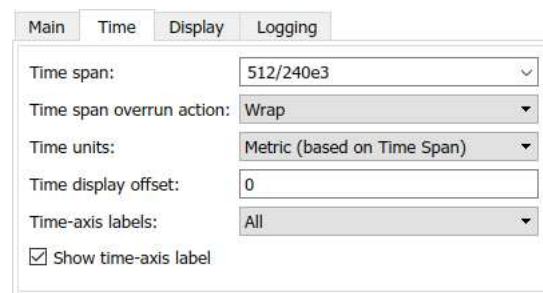 Main Time Display Logging
Time span: 512/240e3
Time span overrun action: Wrap
Time units: Metric (based on Time Span)
Time display offset: 0
Time-axis labels: All
Show time-axis label